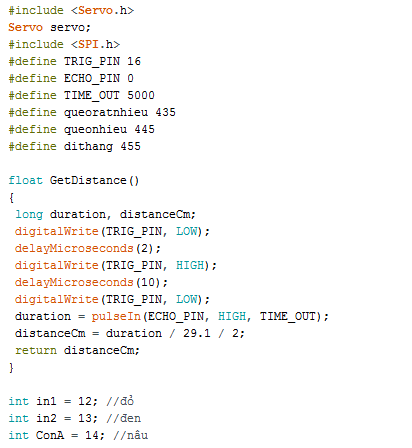 #include <Servo.h>
Servo servo;
#include <SPI.h>
#define TRIG_PIN 16
#define ECHO_PIN 0
#define TIME_OUT 5000
#define queoratnhieu 435
#define queonhieu 445
#define dithang 455

float GetDistance()
{
 long duration, distanceCm;
 digitalWrite(TRIG_PIN, LOW);
 delayMicroseconds(2);
 digitalWrite(TRIG_PIN, HIGH);
 delayMicroseconds(10);
 digitalWrite(TRIG_PIN, LOW);
 duration = pulseIn(ECHO_PIN, HIGH, TIME_OUT);
 distanceCm = duration / 29.1 / 2;
 return distanceCm;
}

int in1 = 12; //đỏ
int in2 = 13; //đen
int ConA = 14; //nâu